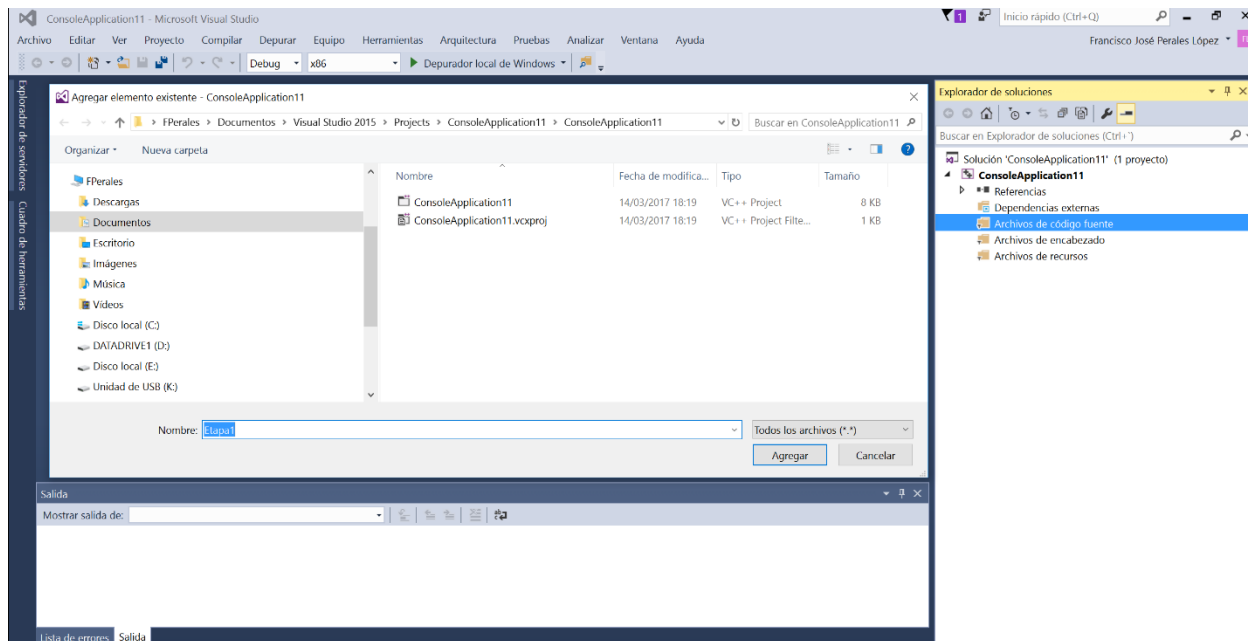 ConsoleApplication11 - Microsoft Visual Studio
1
Inicio rápido (Ctrl+Q)
Archivo Editar Ver Proyecto Compilar Depurar Equipo Herramientas Arquitectura Pruebas Analizar Ventana Ayuda
Francisco José Perales López
Debug x86 Depurador local de Windows
Explorador de servidores
Cuadro de herramientas
Agregar elemento existente - ConsoleApplication11
FPerales > Documentos > Visual Studio 2015 > Projects > ConsoleApplication11 > ConsoleApplication11
Buscar en ConsoleApplication11
Organizar Nueva carpeta
FPerales
Descargas
Documentos
Escritorio
Imágenes
Música
Vídeos
Disco local (C:)
DATADRIVE1 (D:)
Disco local (E:)
Unidad de USB (K:)
Nombre Fecha de modifica... Tipo Tamaño
ConsoleApplication11 14/03/2017 18:19 VC++ Project 8 KB
ConsoleApplication11.vcxproj 14/03/2017 18:19 VC++ Project Filte... 1 KB
Nombre: Etapa1
Todos los archivos (*.*)
Agregar Cancelar
Explorador de soluciones
Buscar en Explorador de soluciones (Ctrl+¨)
Solución 'ConsoleApplication11' (1 proyecto)
ConsoleApplication11
Referencias
Dependencias externas
Archivos de código fuente
Archivos de encabezado
Archivos de recursos
Salida
Mostrar salida de:
Lista de errores Salida